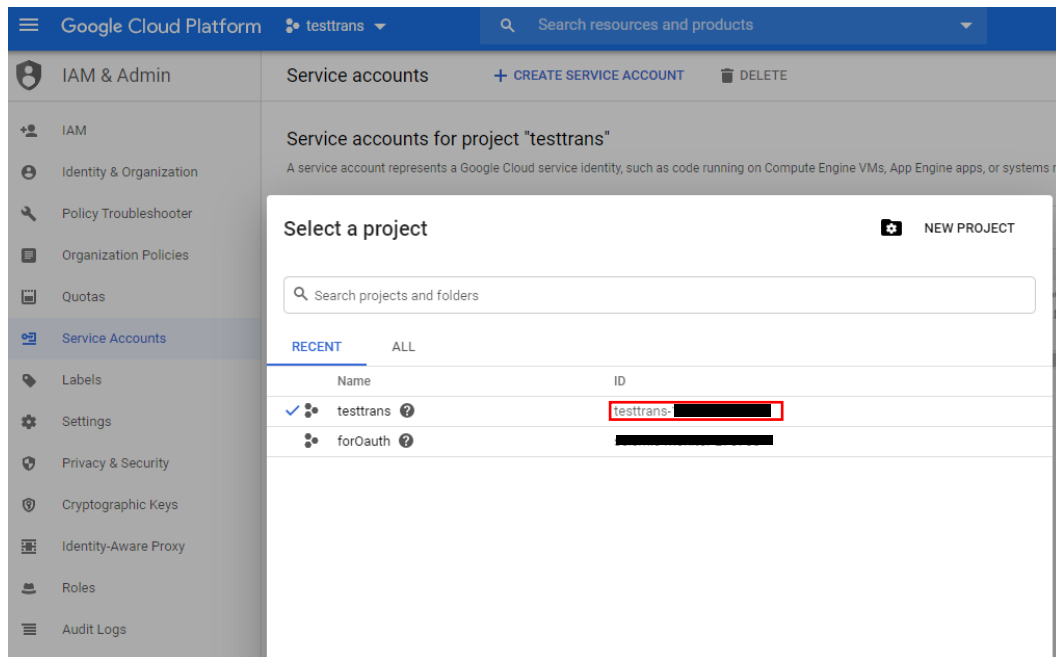 Google Cloud Platform testtrans Search resources and products
IAM & Admin
Service accounts + CREATE SERVICE ACCOUNT DELETE
IAM
Identity & Organization
Policy Troubleshooter
Organization Policies
Quotas
Service Accounts
Labels
Settings
Privacy & Security
Cryptographic Keys
Identity-Aware Proxy
Roles
Audit Logs
Service accounts for project "testtrans"
A service account represents a Google Cloud service identity, such as code running on Compute Engine VMs, App Engine apps, or systems
Select a project NEW PROJECT
Search projects and folders
RECENT ALL
Name ID
testtrans testtrans-
forOauth